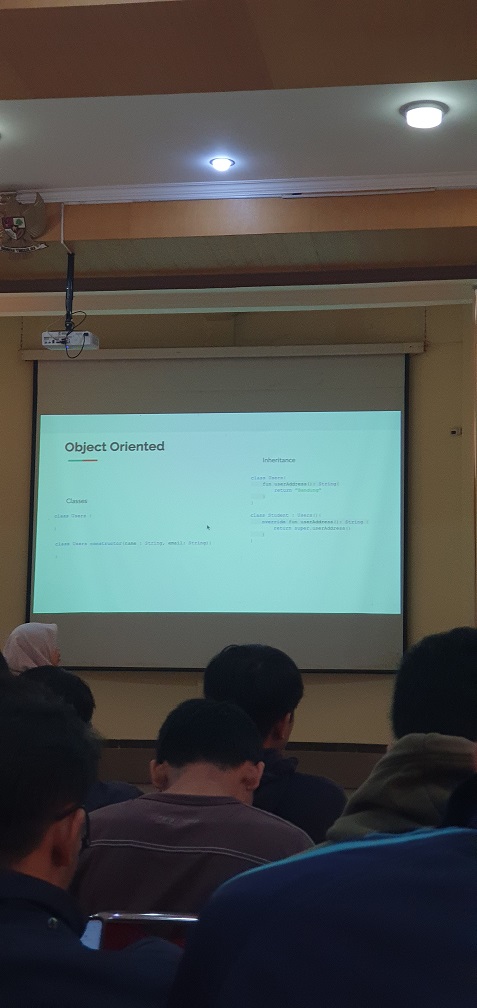 Object Oriented
Classes
class Users {
}
class Users constructor(name : String, email: String) {
}
Inheritance
class Users{
fun userAddress(): String{
return "Bandung"
}
}
class Student : Users(){
override fun userAddress(): String {
return super.userAddress()
}
}